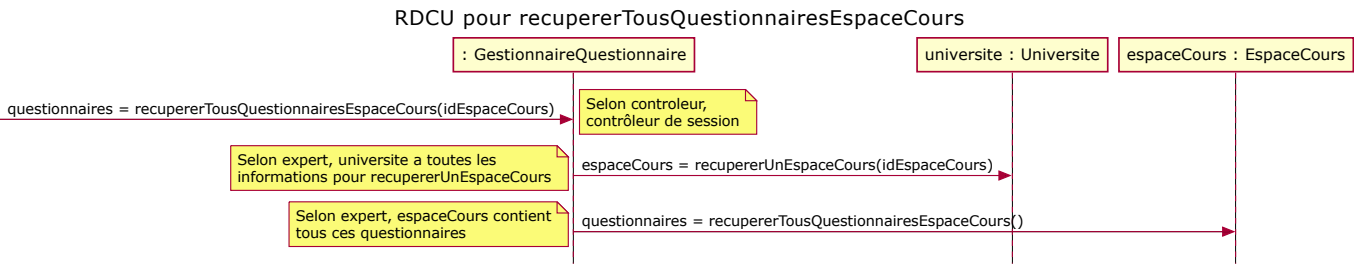 RDCU pour recupererTousQuestionnairesEspaceCours
: GestionnaireQuestionnaire
universite : Universite
espaceCours : EspaceCours
questionnaires = recupererTousQuestionnairesEspaceCours(idEspaceCours)
Selon controleur,
contrôleur de session
Selon expert, universite a toutes les
informations pour recupererUnEspaceCours
espaceCours = recupererUnEspaceCours(idEspaceCours)
Selon expert, espaceCours contient
tous ces questionnaires
questionnaires = recupererTousQuestionnairesEspaceCours()